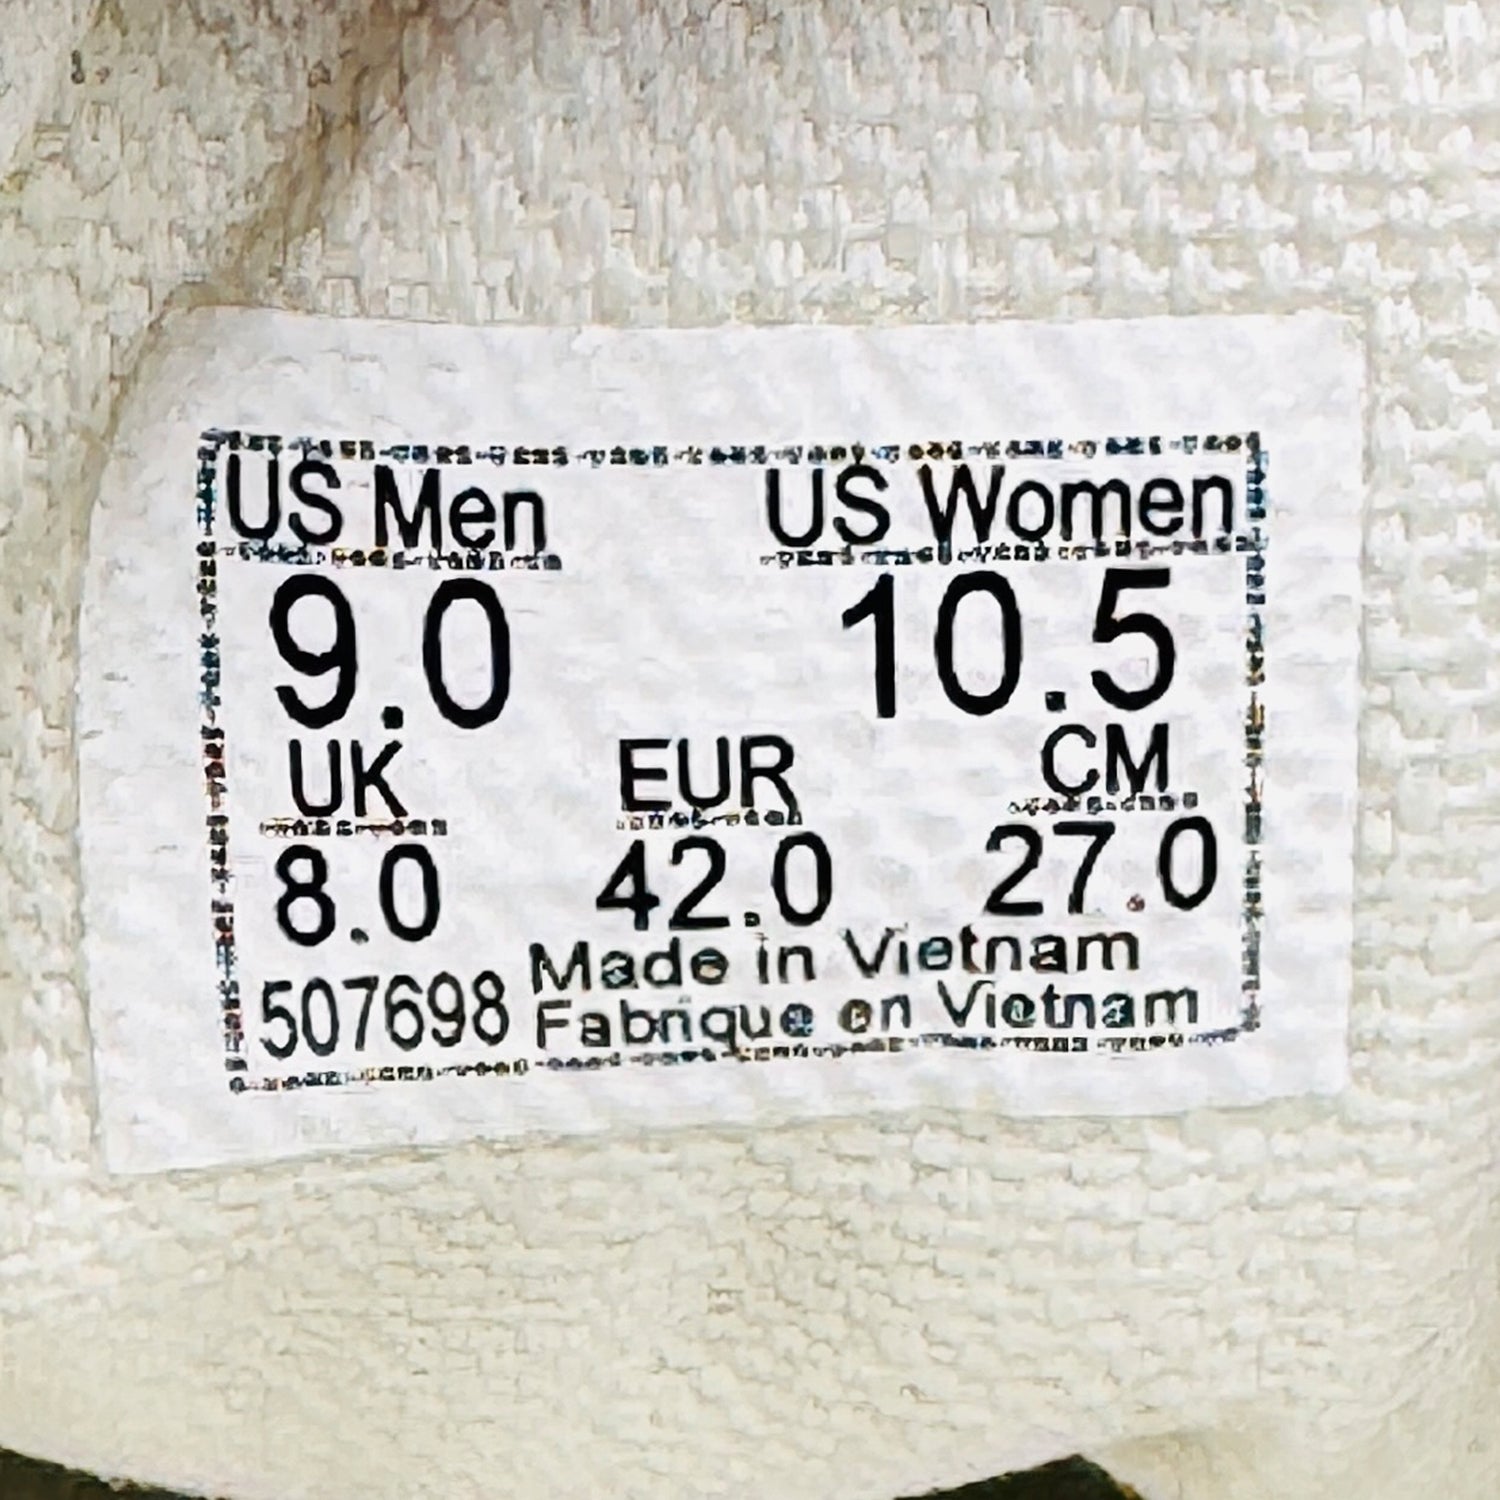 US Men US Women
9.0 10.5
UK EUR CM
8.0 42.0 27.0
507698 Made in Vietnam
Fabrique en Vietnam